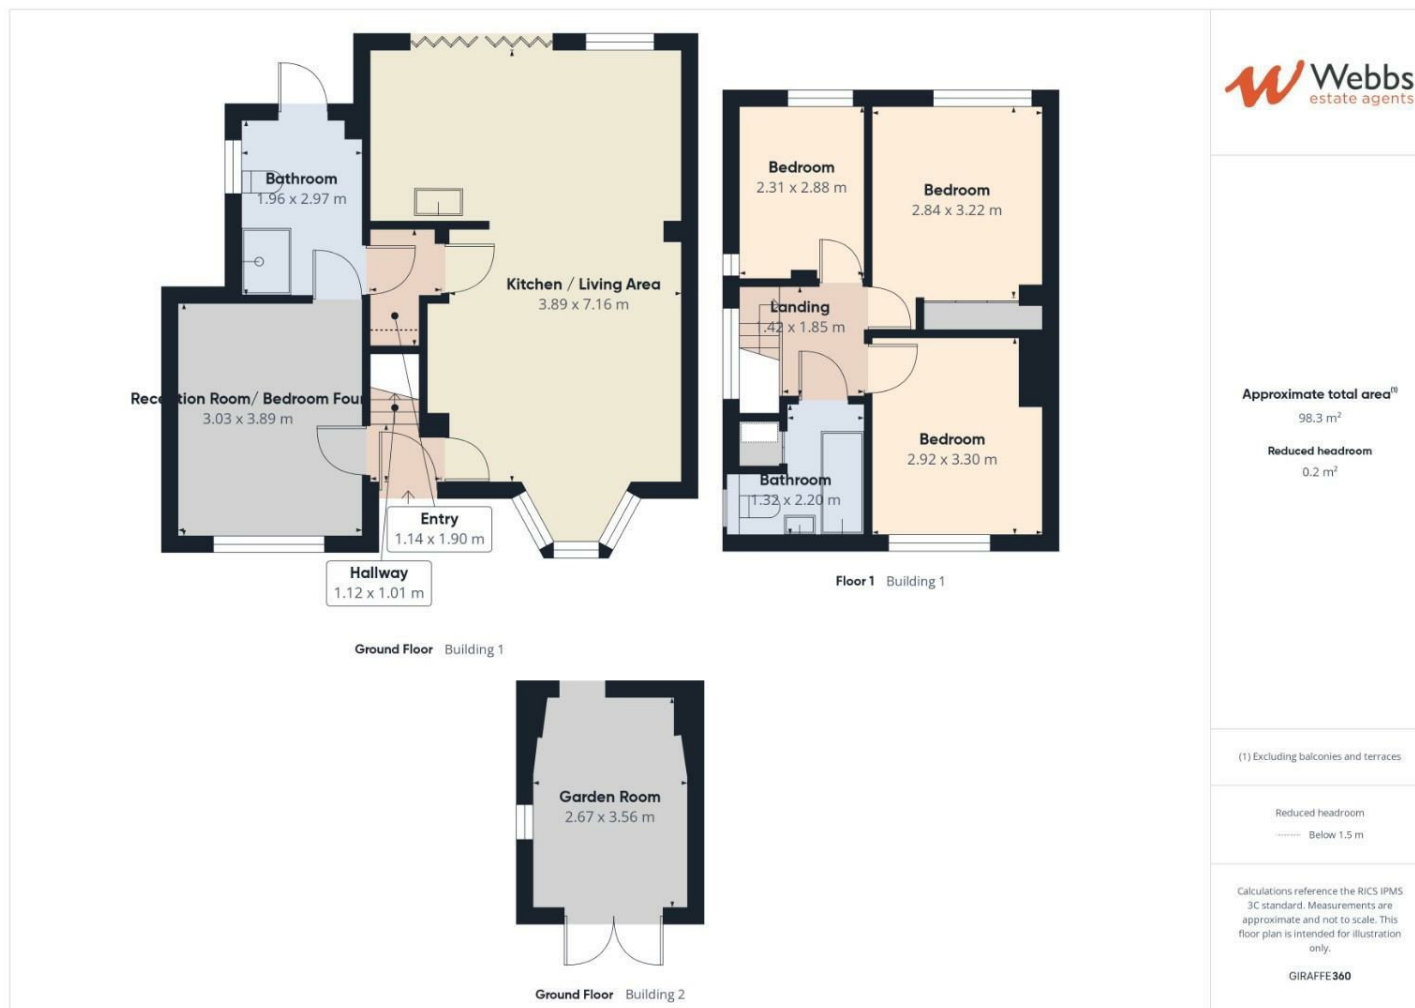 Bathroom
1.96 x 2.97 m
Kitchen / Living Area
3.89 x 7.16 m
Reception Room/ Bedroom Four
3.03 x 3.89 m
Entry
1.14 x 1.90 m
Hallway
1.12 x 1.01 m
Ground Floor Building 1
Bedroom
2.31 x 2.88 m
Bedroom
2.84 x 3.22 m
Landing
1.42 x 1.85 m
Bedroom
2.92 x 3.30 m
Bathroom
1.32 x 2.20 m
Floor 1 Building 1
Garden Room
2.67 x 3.56 m
Ground Floor Building 2
Webbs
estate agents
Approximate total area(1)
98.3 m²
Reduced headroom
0.2 m²
(1) Excluding balconies and terraces
Reduced headroom
Below 1.5 m
Calculations reference the RICS IPMS
3C standard. Measurements are
approximate and not to scale. This
floor plan is intended for illustration
only.
GIRAFFE360